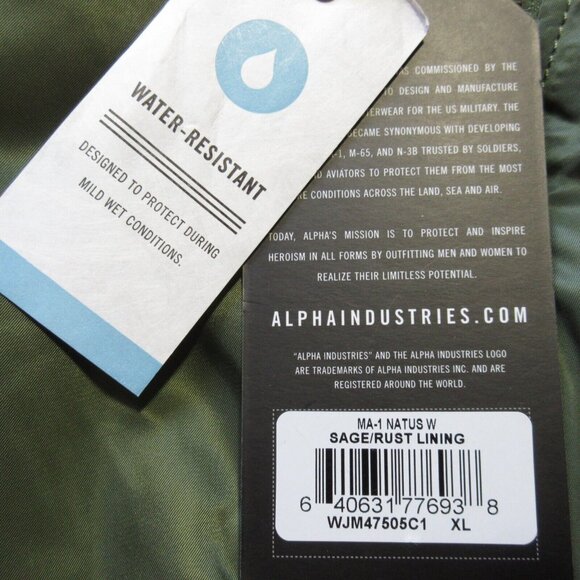 WATER-RESISTANT
DESIGNED TO PROTECT DURING
MILD WET CONDITIONS.
COMMISSIONED BY THE
TO DESIGN AND MANUFACTURE
FOR THE US MILITARY. THE
SYNONYMOUS WITH DEVELOPING
M-65, AND N-3B TRUSTED BY SOLDIERS,
AVIATORS TO PROTECT THEM FROM THE MOST
CONDITIONS ACROSS THE LAND, SEA AND AIR.
TODAY, ALPHA'S MISSION IS TO PROTECT AND INSPIRE
HEROISM IN ALL FORMS BY OUTFITTING MEN AND WOMEN TO
REALIZE THEIR LIMITLESS POTENTIAL.
ALPHAINDUSTRIES.COM
"ALPHA INDUSTRIES" AND THE ALPHA INDUSTRIES LOGO
ARE TRADEMARKS OF ALPHA INDUSTRIES INC. AND ARE
REGISTERED AROUND THE WORLD.
MA-1 NATUS W
SAGE/RUST LINING
6 40631 77693 8
WJM47505C1 XL